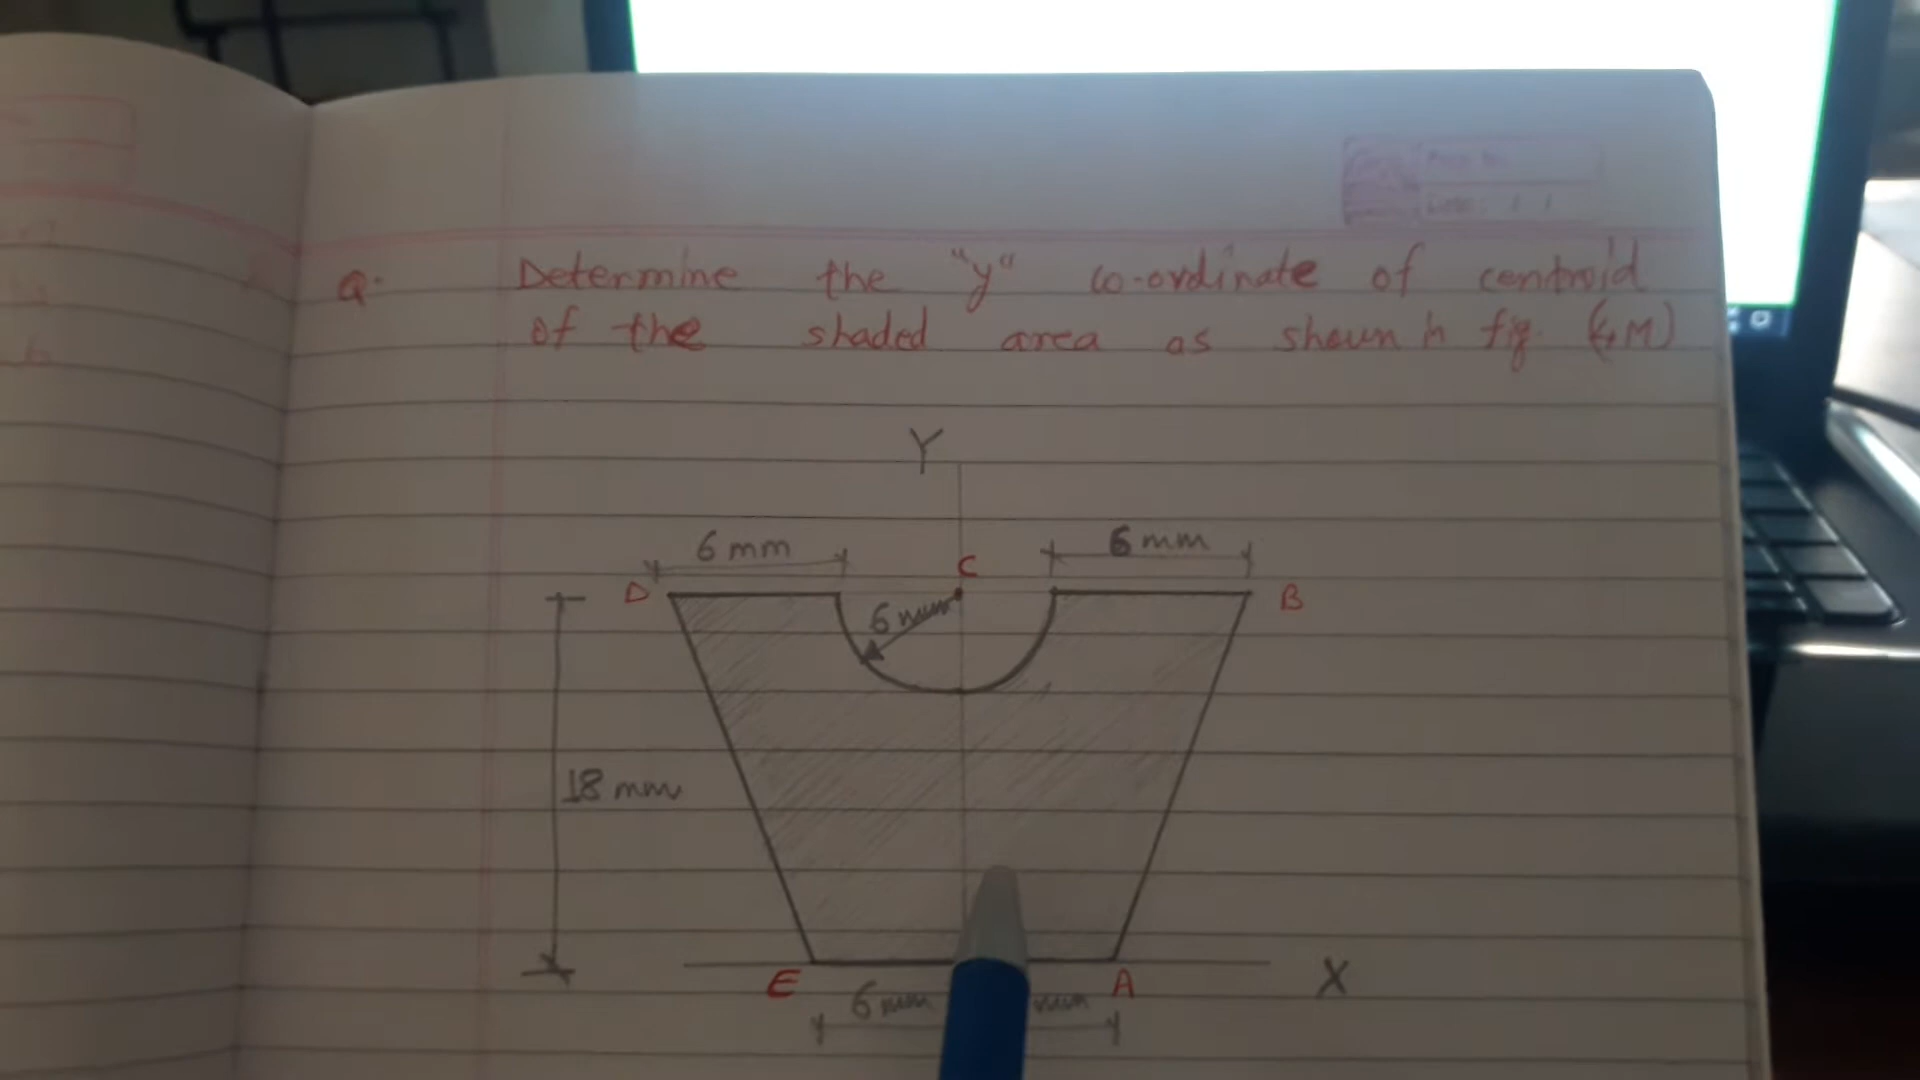 Q. Determine the "y" co-ordinate of centroid
of the shaded area as shown in fig. (4M)
Y
6 mm
6 mm
C
D
B
6 mm
18 mm
E
A
X
6 mm
mm